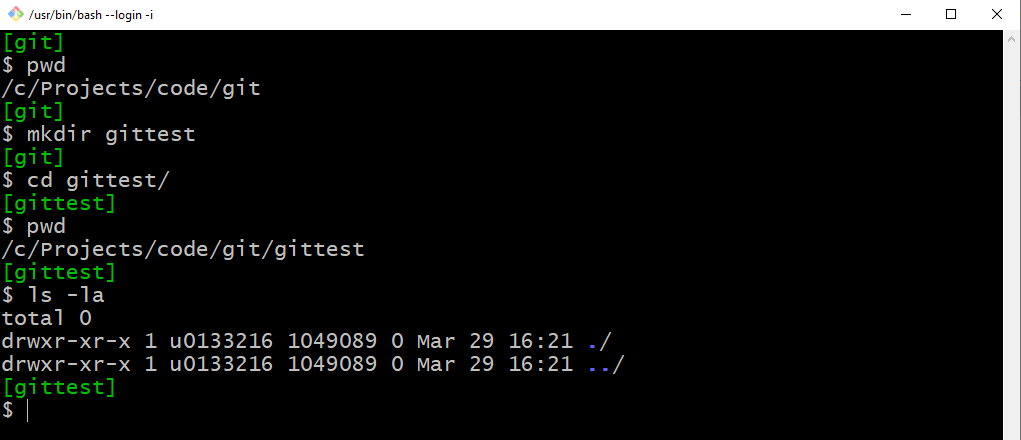 /usr/bin/bash --login -i
[git]
$ pwd
/c/Projects/code/git
[git]
$ mkdir gittest
[git]
$ cd gittest/
[gittest]
$ pwd
/c/Projects/code/git/gittest
[gittest]
$ ls -la
total 0
drwxr-xr-x 1 u0133216 1049089 0 Mar 29 16:21 ./
drwxr-xr-x 1 u0133216 1049089 0 Mar 29 16:21 ../
[gittest]
$